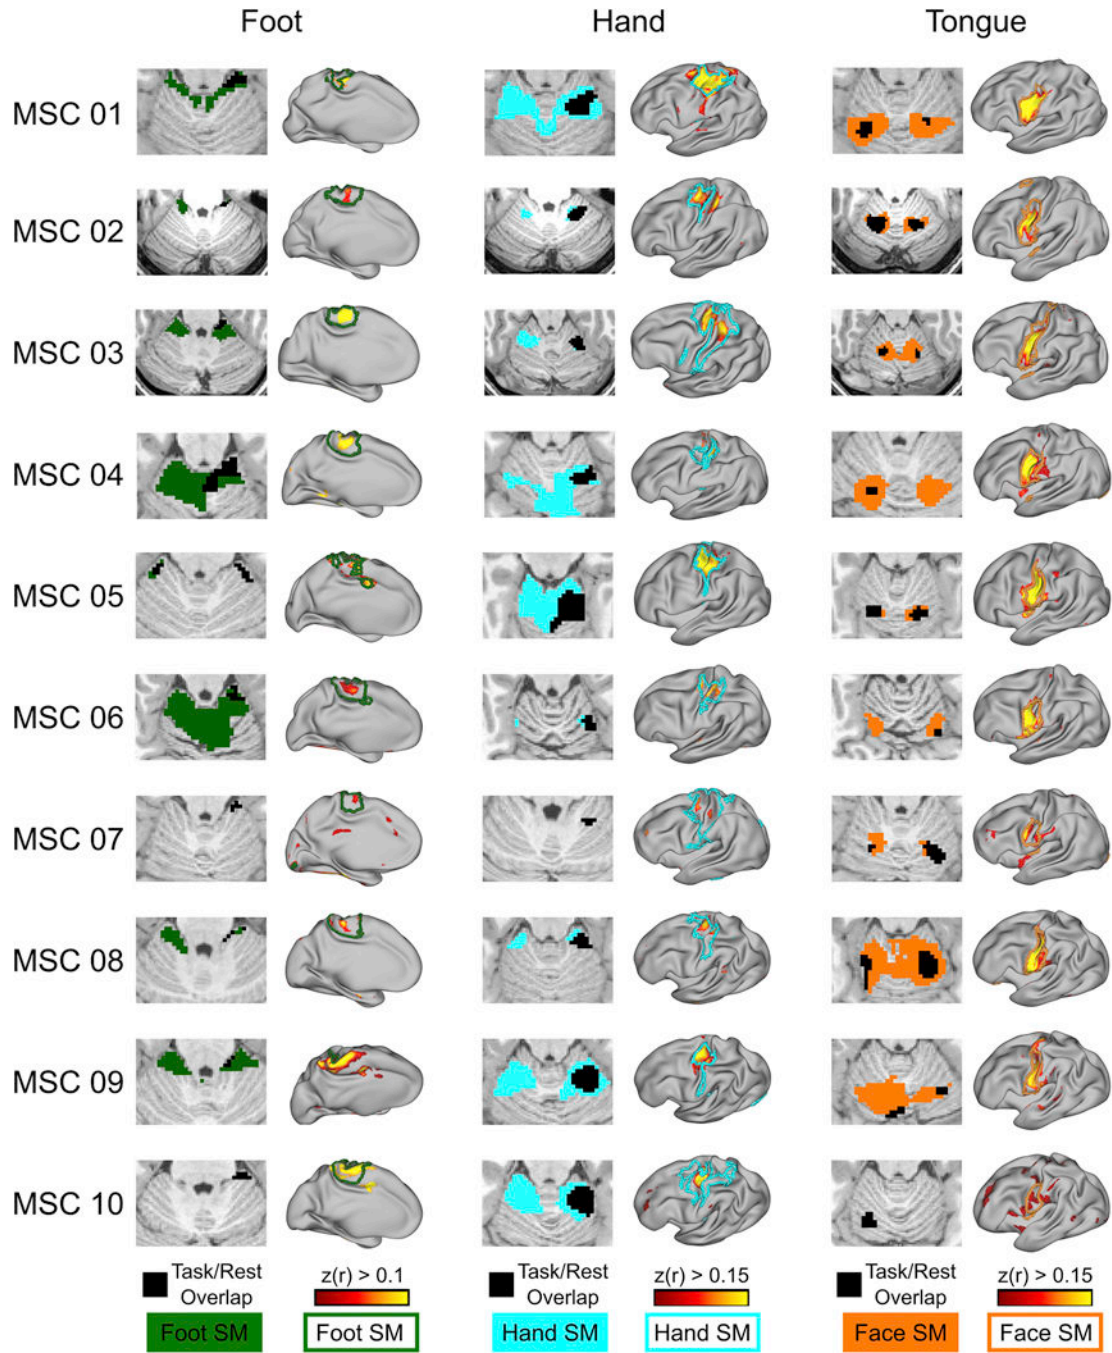 Foot Hand Tongue
MSC 01
MSC 02
MSC 03
MSC 04
MSC 05
MSC 06
MSC 07
MSC 08
MSC 09
MSC 10
Task/Rest Overlap
z(r) > 0.1
Task/Rest Overlap
z(r) > 0.15
Task/Rest Overlap
z(r) > 0.15
Foot SM Foot SM Hand SM Hand SM Face SM Face SM